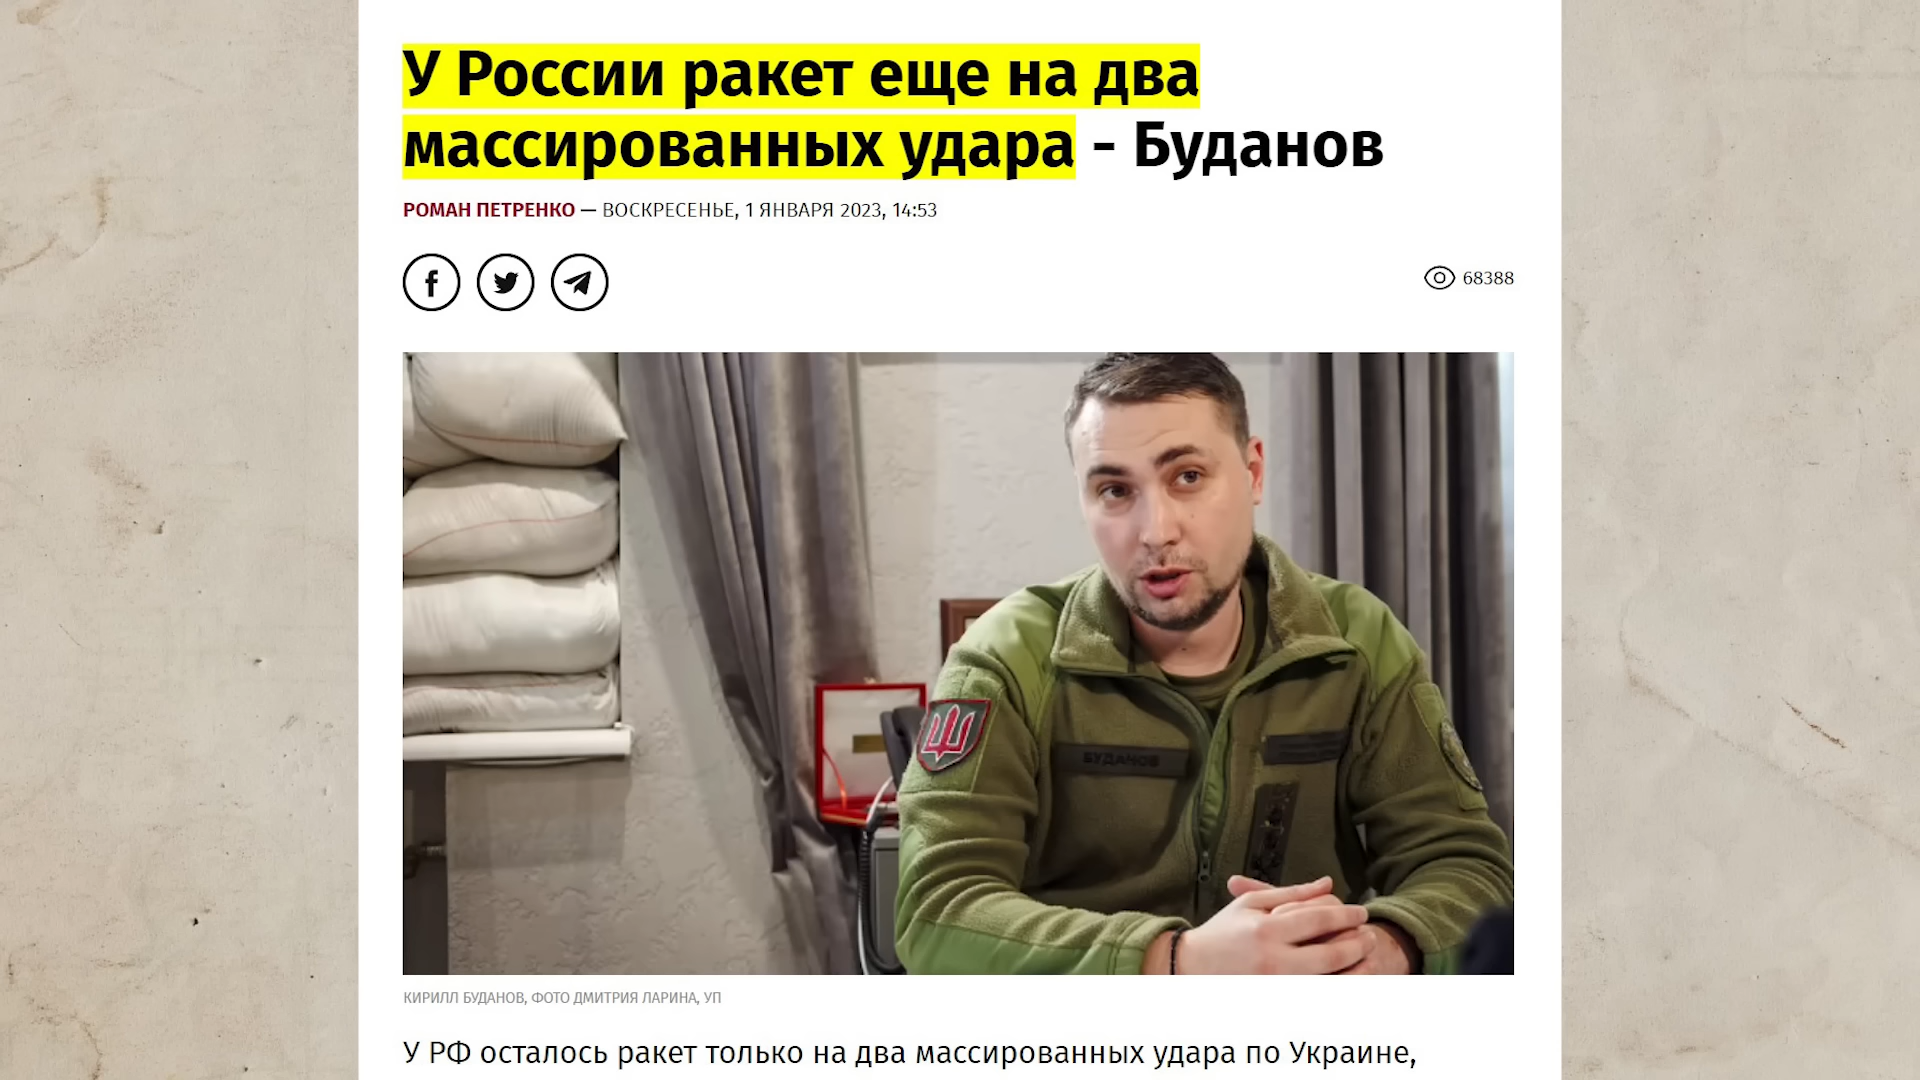 У России ракет еще на два
массированных удара - Буданов
РОМАН ПЕТРЕНКО — ВОСКРЕСЕНЬЕ, 1 ЯНВАРЯ 2023, 14:53
68388
БУДАНОВ
КИРИЛЛ БУДАНОВ, ФОТО ДМИТРИЯ ЛАРИНА, УП
У РФ осталось ракет только на два массированных удара по Украине,